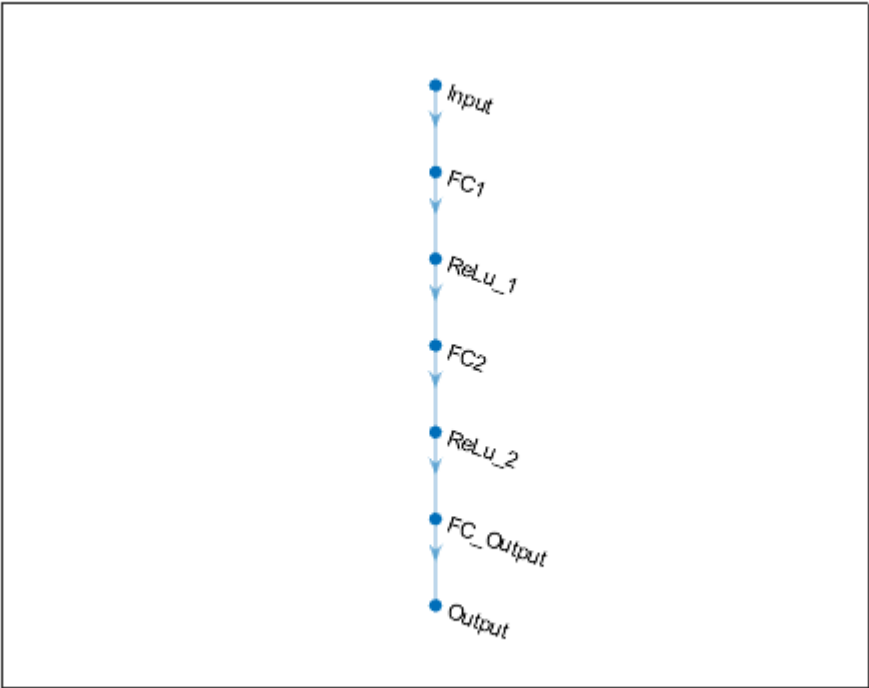 Input
FC1
ReLu_1
FC2
ReLu_2
FC_Output
Output